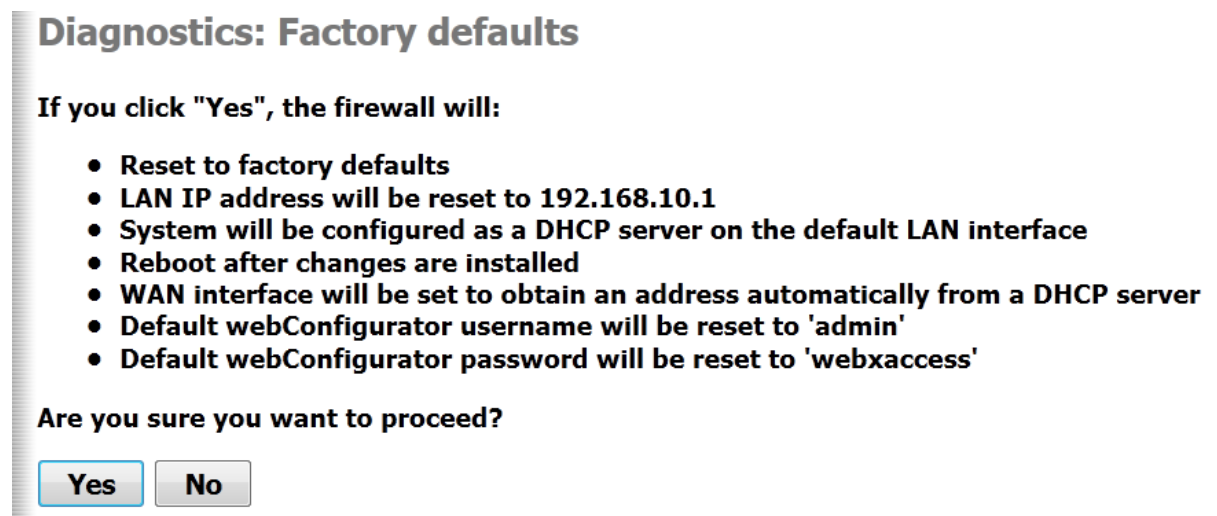 Diagnostics: Factory defaults
If you click "Yes", the firewall will:
• Reset to factory defaults
• LAN IP address will be reset to 192.168.10.1
• System will be configured as a DHCP server on the default LAN interface
• Reboot after changes are installed
• WAN interface will be set to obtain an address automatically from a DHCP server
• Default webConfigurator username will be reset to 'admin'
• Default webConfigurator password will be reset to 'webxaccess'
Are you sure you want to proceed?
Yes No